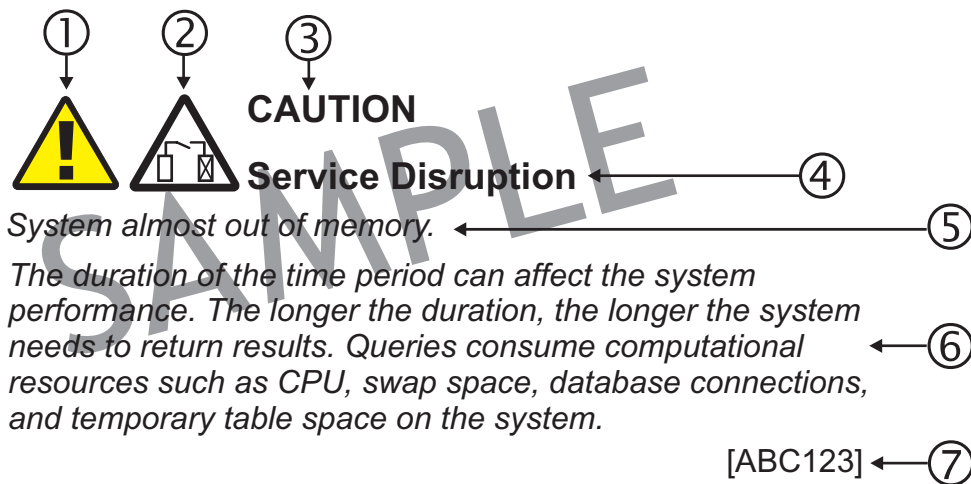 1 2 3
CAUTION
Service Disruption 4
System almost out of memory. 5
The duration of the time period can affect the system
performance. The longer the duration, the longer the system
needs to return results. Queries consume computational 6
resources such as CPU, swap space, database connections,
and temporary table space on the system.
[ABC123] 7
SAMPLE